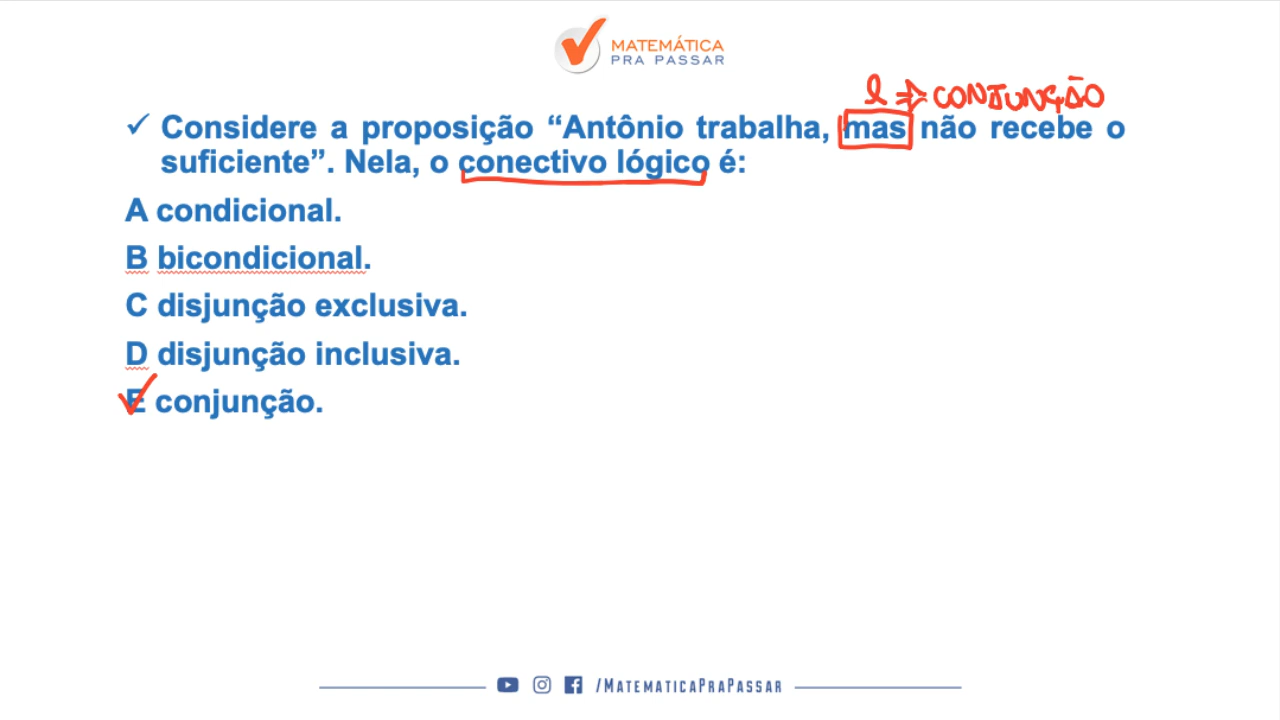 MATEMÁTICA
PRA PASSAR
e ⇒ CONJUNÇÃO
✓ Considere a proposição “Antônio trabalha, mas não recebe o
suficiente”. Nela, o conectivo lógico é:
A condicional.
B bicondicional.
C disjunção exclusiva.
D disjunção inclusiva.
E conjunção.
/MATEMATICAPRAPASSAR